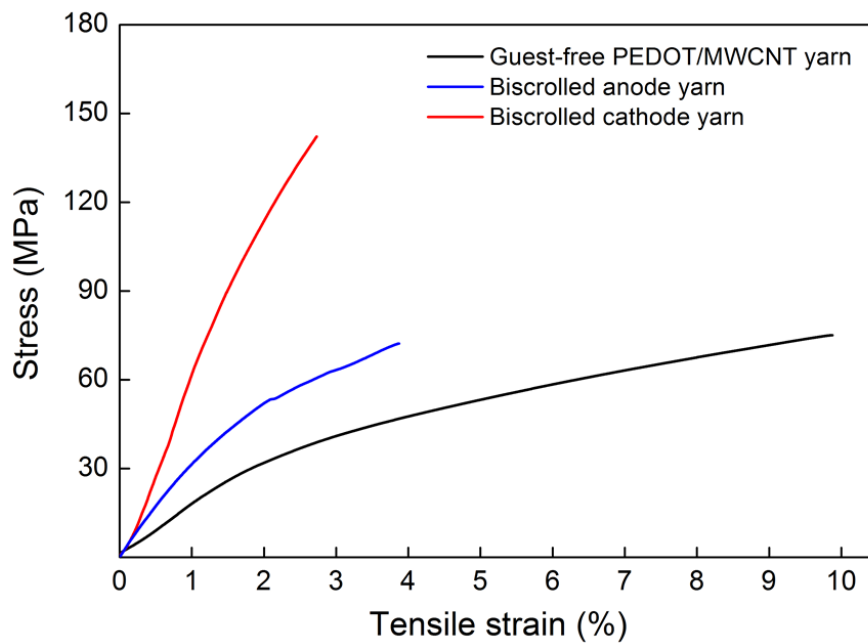 180
150
120
90
60
30
Stress (MPa)
Guest-free PEDOT/MWCNT yarn
Biscrolled anode yarn
Biscrolled cathode yarn
0 1 2 3 4 5 6 7 8 9 10
Tensile strain (%)